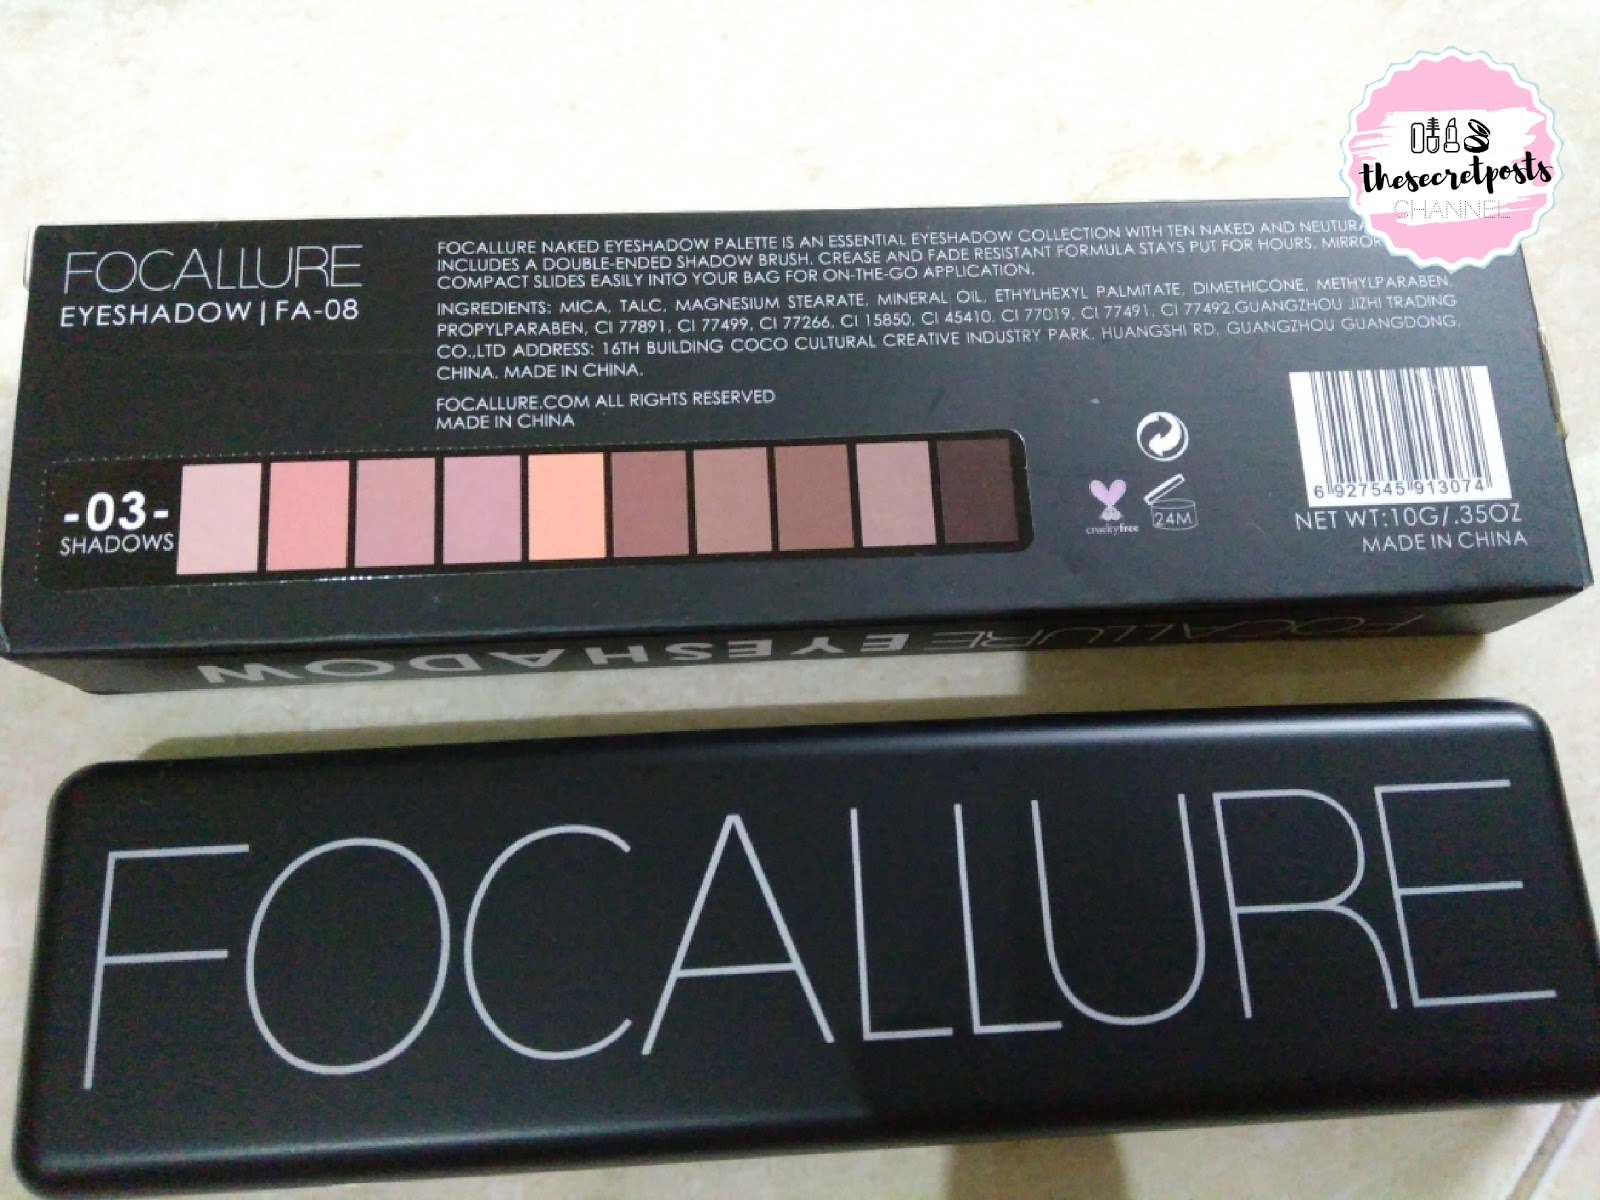 thesecretposts
CHANNEL
FOCALLURE
EYESHADOW | FA-08
FOCALLURE NAKED EYESHADOW PALETTE IS AN ESSENTIAL EYESHADOW COLLECTION WITH TEN NAKED AND
INCLUDES A DOUBLE-ENDED SHADOW BRUSH. CREASE AND FADE RESISTANT FORMULA STAYS PUT FOR HOURS.
COMPACT SLIDES EASILY INTO YOUR BAG FOR ON-THE-GO APPLICATION.
INGREDIENTS: MICA, TALC, MAGNESIUM STEARATE, MINERAL OIL, ETHYLHEXYL PALMITATE, DIMETHICONE, METHYLPARABEN,
PROPYLPARABEN, CI 77891, CI 77499, CI 77266, CI 15850, CI 45410, CI 77019, CI 77491, CI 77492.GUANGZHOU JIZHI TRADING
CO.,LTD ADDRESS: 16TH BUILDING COCO CULTURAL CREATIVE INDUSTRY PARK, HUANGSHI RD, GUANGZHOU GUANGDONG,
CHINA. MADE IN CHINA.
FOCALLURE.COM ALL RIGHTS RESERVED
MADE IN CHINA
-03-
SHADOWS
crueltyfree
24M
6 927545 913074
NET WT:10G/.35OZ
MADE IN CHINA
FOCALLURE EYESHADOW
FOCALLURE